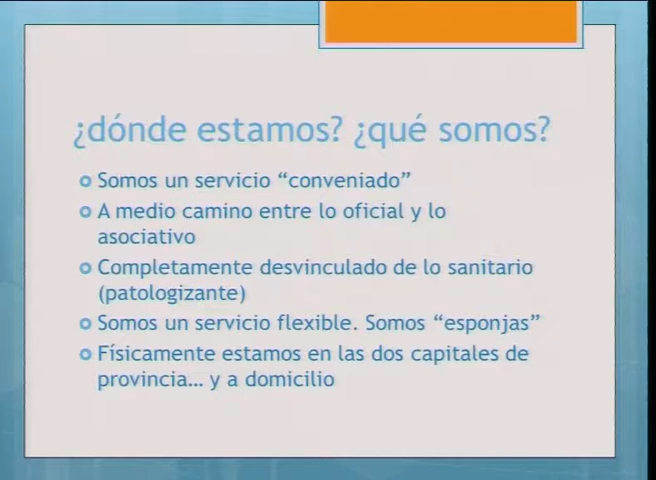 ¿dónde estamos? ¿qué somos?
Somos un servicio “conveniado”
A medio camino entre lo oficial y lo
asociativo
Completamente desvinculado de lo sanitario
(patologizante)
Somos un servicio flexible. Somos “esponjas”
Físicamente estamos en las dos capitales de
provincia... y a domicilio